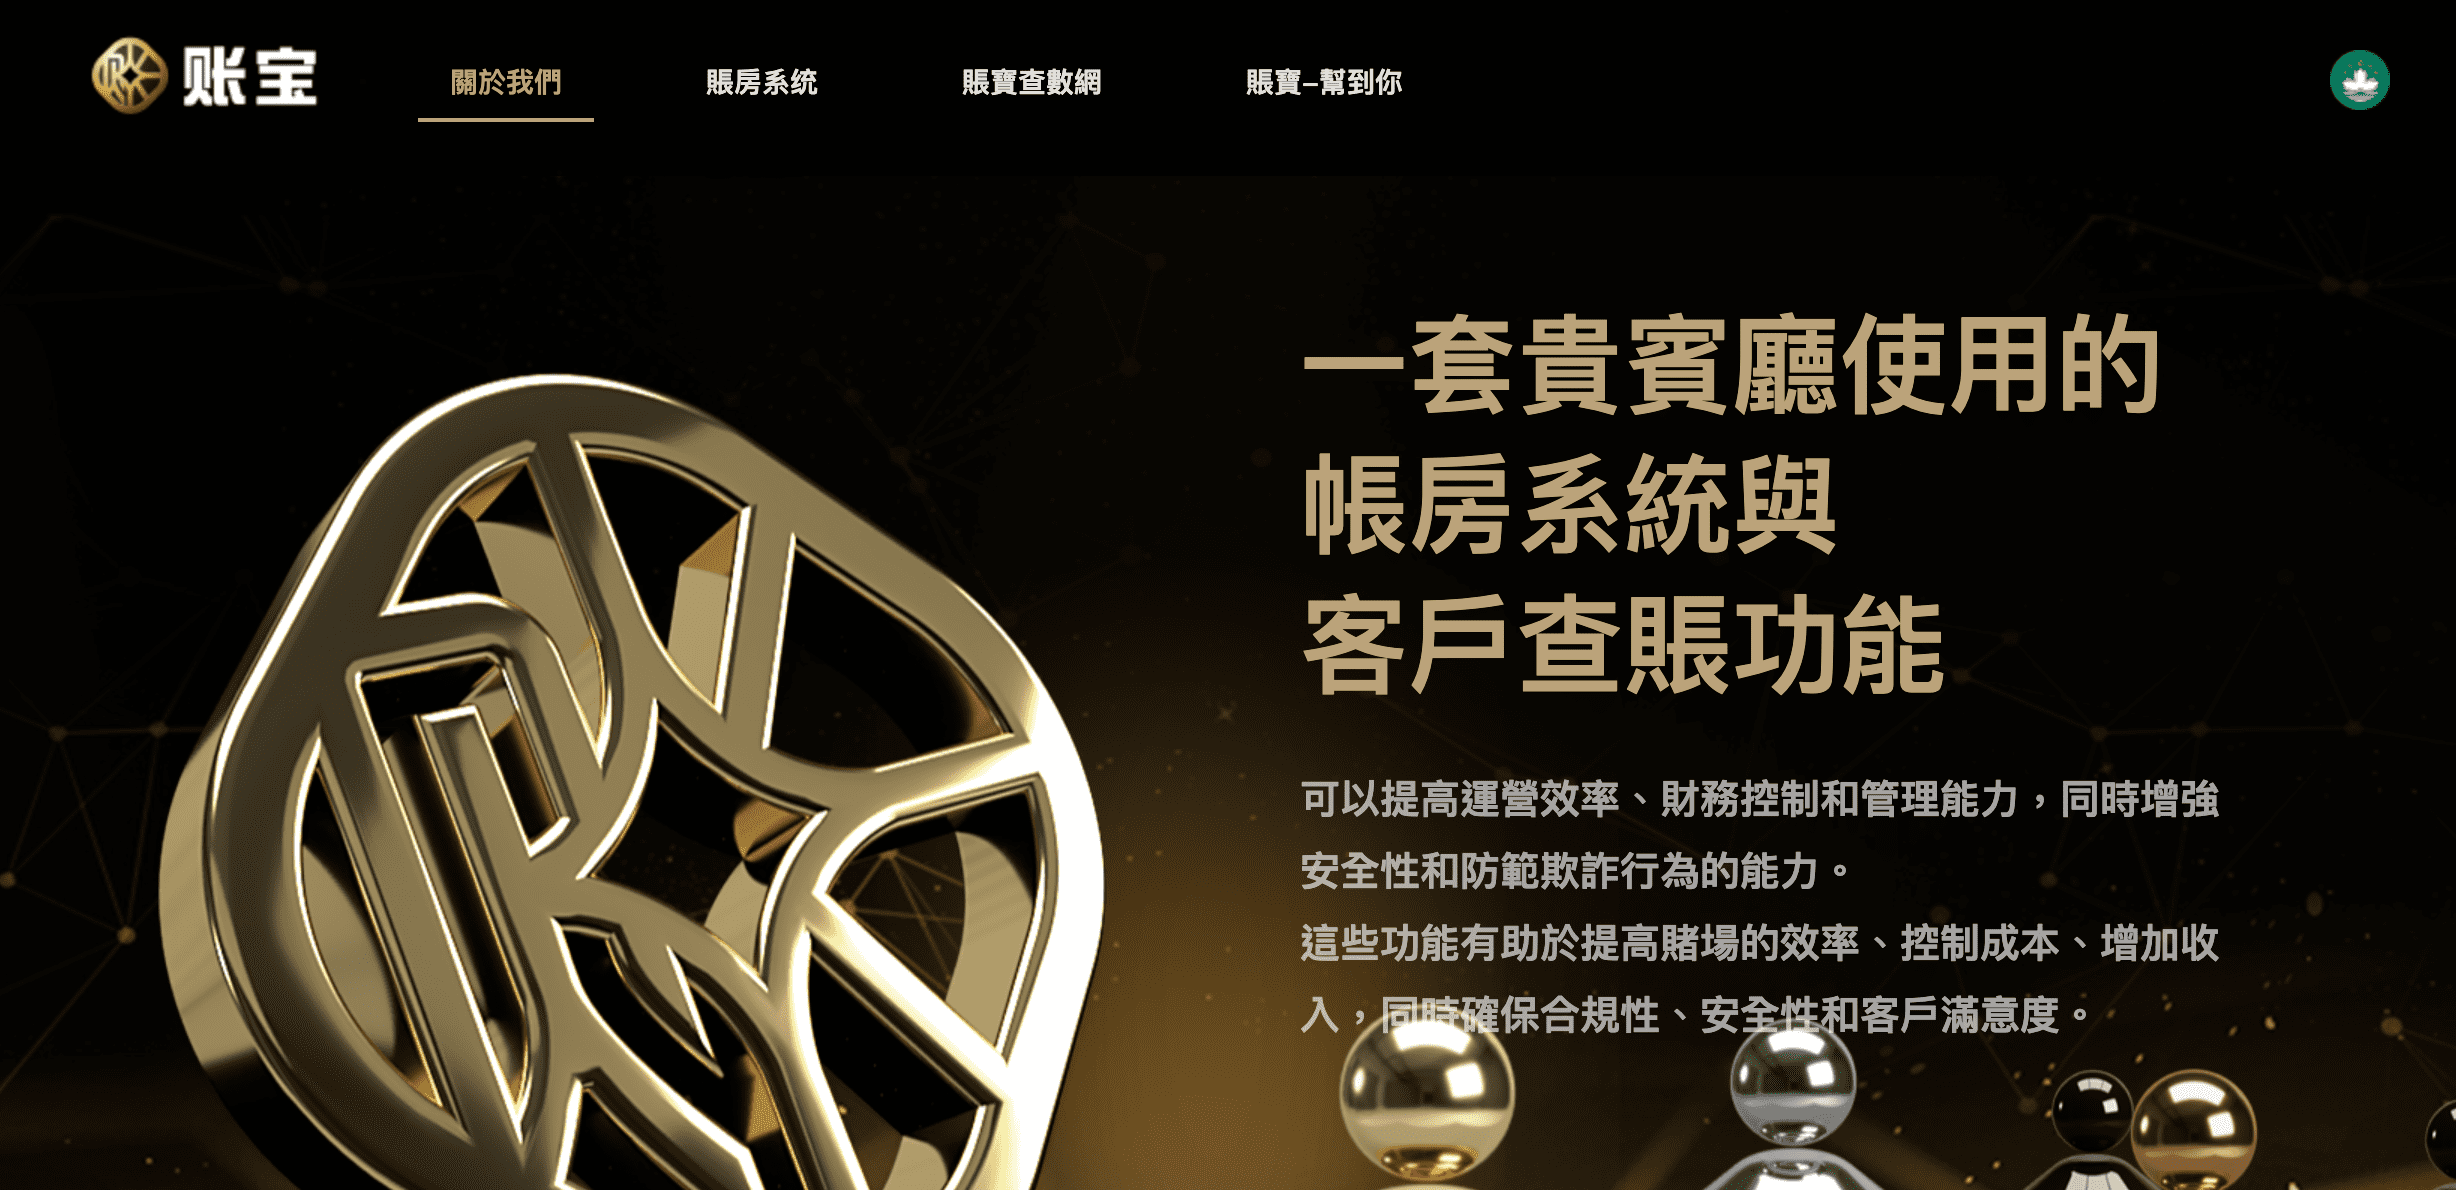 账宝
關於我們
賬房系统
賬寶查數網
賬寶–幫到你
一套貴賓廳使用的
帳房系統與
客戶查賬功能
可以提高運營效率、財務控制和管理能力，同時增強
安全性和防範欺詐行為的能力。
這些功能有助於提高賭場的效率、控制成本、增加收
入，同時確保合規性、安全性和客戶滿意度。